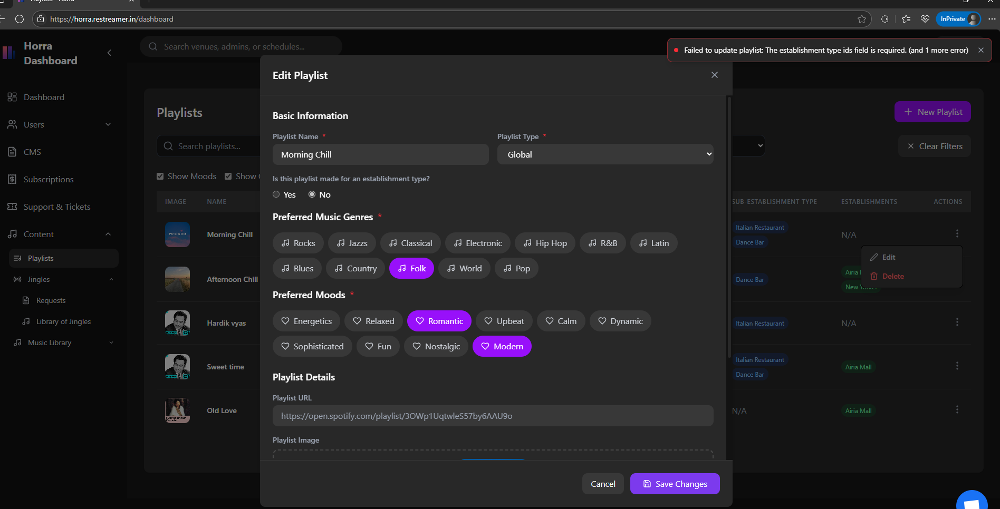 https://horra.restreamer.in/dashboard
InPrivate
Horra
Dashboard
Search venues, admins, or schedules...
Failed to update playlist: The establishment type ids field is required. (and 1 more error)
Dashboard
Users
CMS
Subscriptions
Support & Tickets
Content
Playlists
Jingles
Requests
Library of Jingles
Music Library
Playlists
New Playlist
Search playlists...
Clear Filters
Show Moods
Show
IMAGE NAME SUB-ESTABLISHMENT TYPE ESTABLISHMENTS ACTIONS
Morning Chill
Italian Restaurant
Dance Bar
N/A
Edit
Delete
Afternoon Chill
Dance Bar
Airia
New Yorker
Hardik vyas
Italian Restaurant
N/A
Sweet time
Italian Restaurant
Dance Bar
Airia Mall
Old Love
N/A
Airia Mall
Edit Playlist
Basic Information
Playlist Name *
Playlist Type *
Morning Chill
Global
Is this playlist made for an establishment type?
Yes No
Preferred Music Genres *
Rocks Jazzs Classical Electronic Hip Hop R&B Latin
Blues Country Folk World Pop
Preferred Moods *
Energetics Relaxed Romantic Upbeat Calm Dynamic
Sophisticated Fun Nostalgic Modern
Playlist Details
Playlist URL
https://open.spotify.com/playlist/3OWp1UqtwleS57by6AAU9o
Playlist Image
Cancel
Save Changes